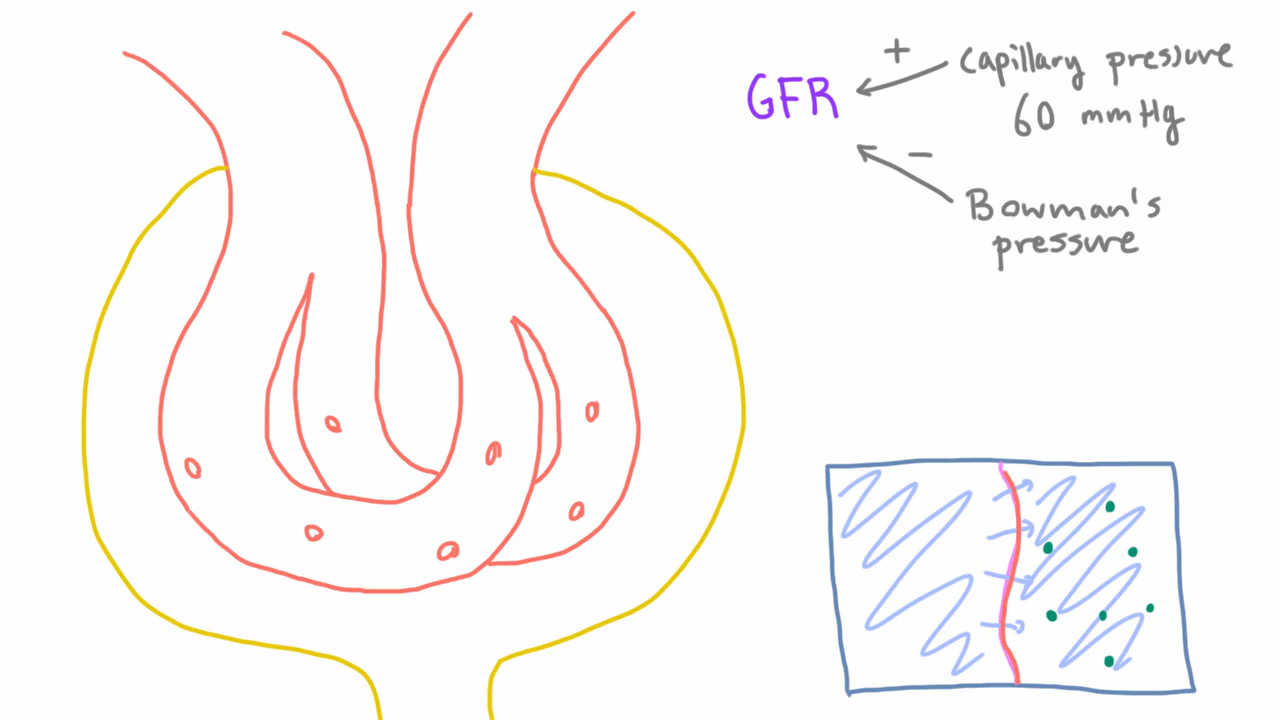 GFR
+
Capillary pressure
60 mmHg
−
Bowman's
pressure